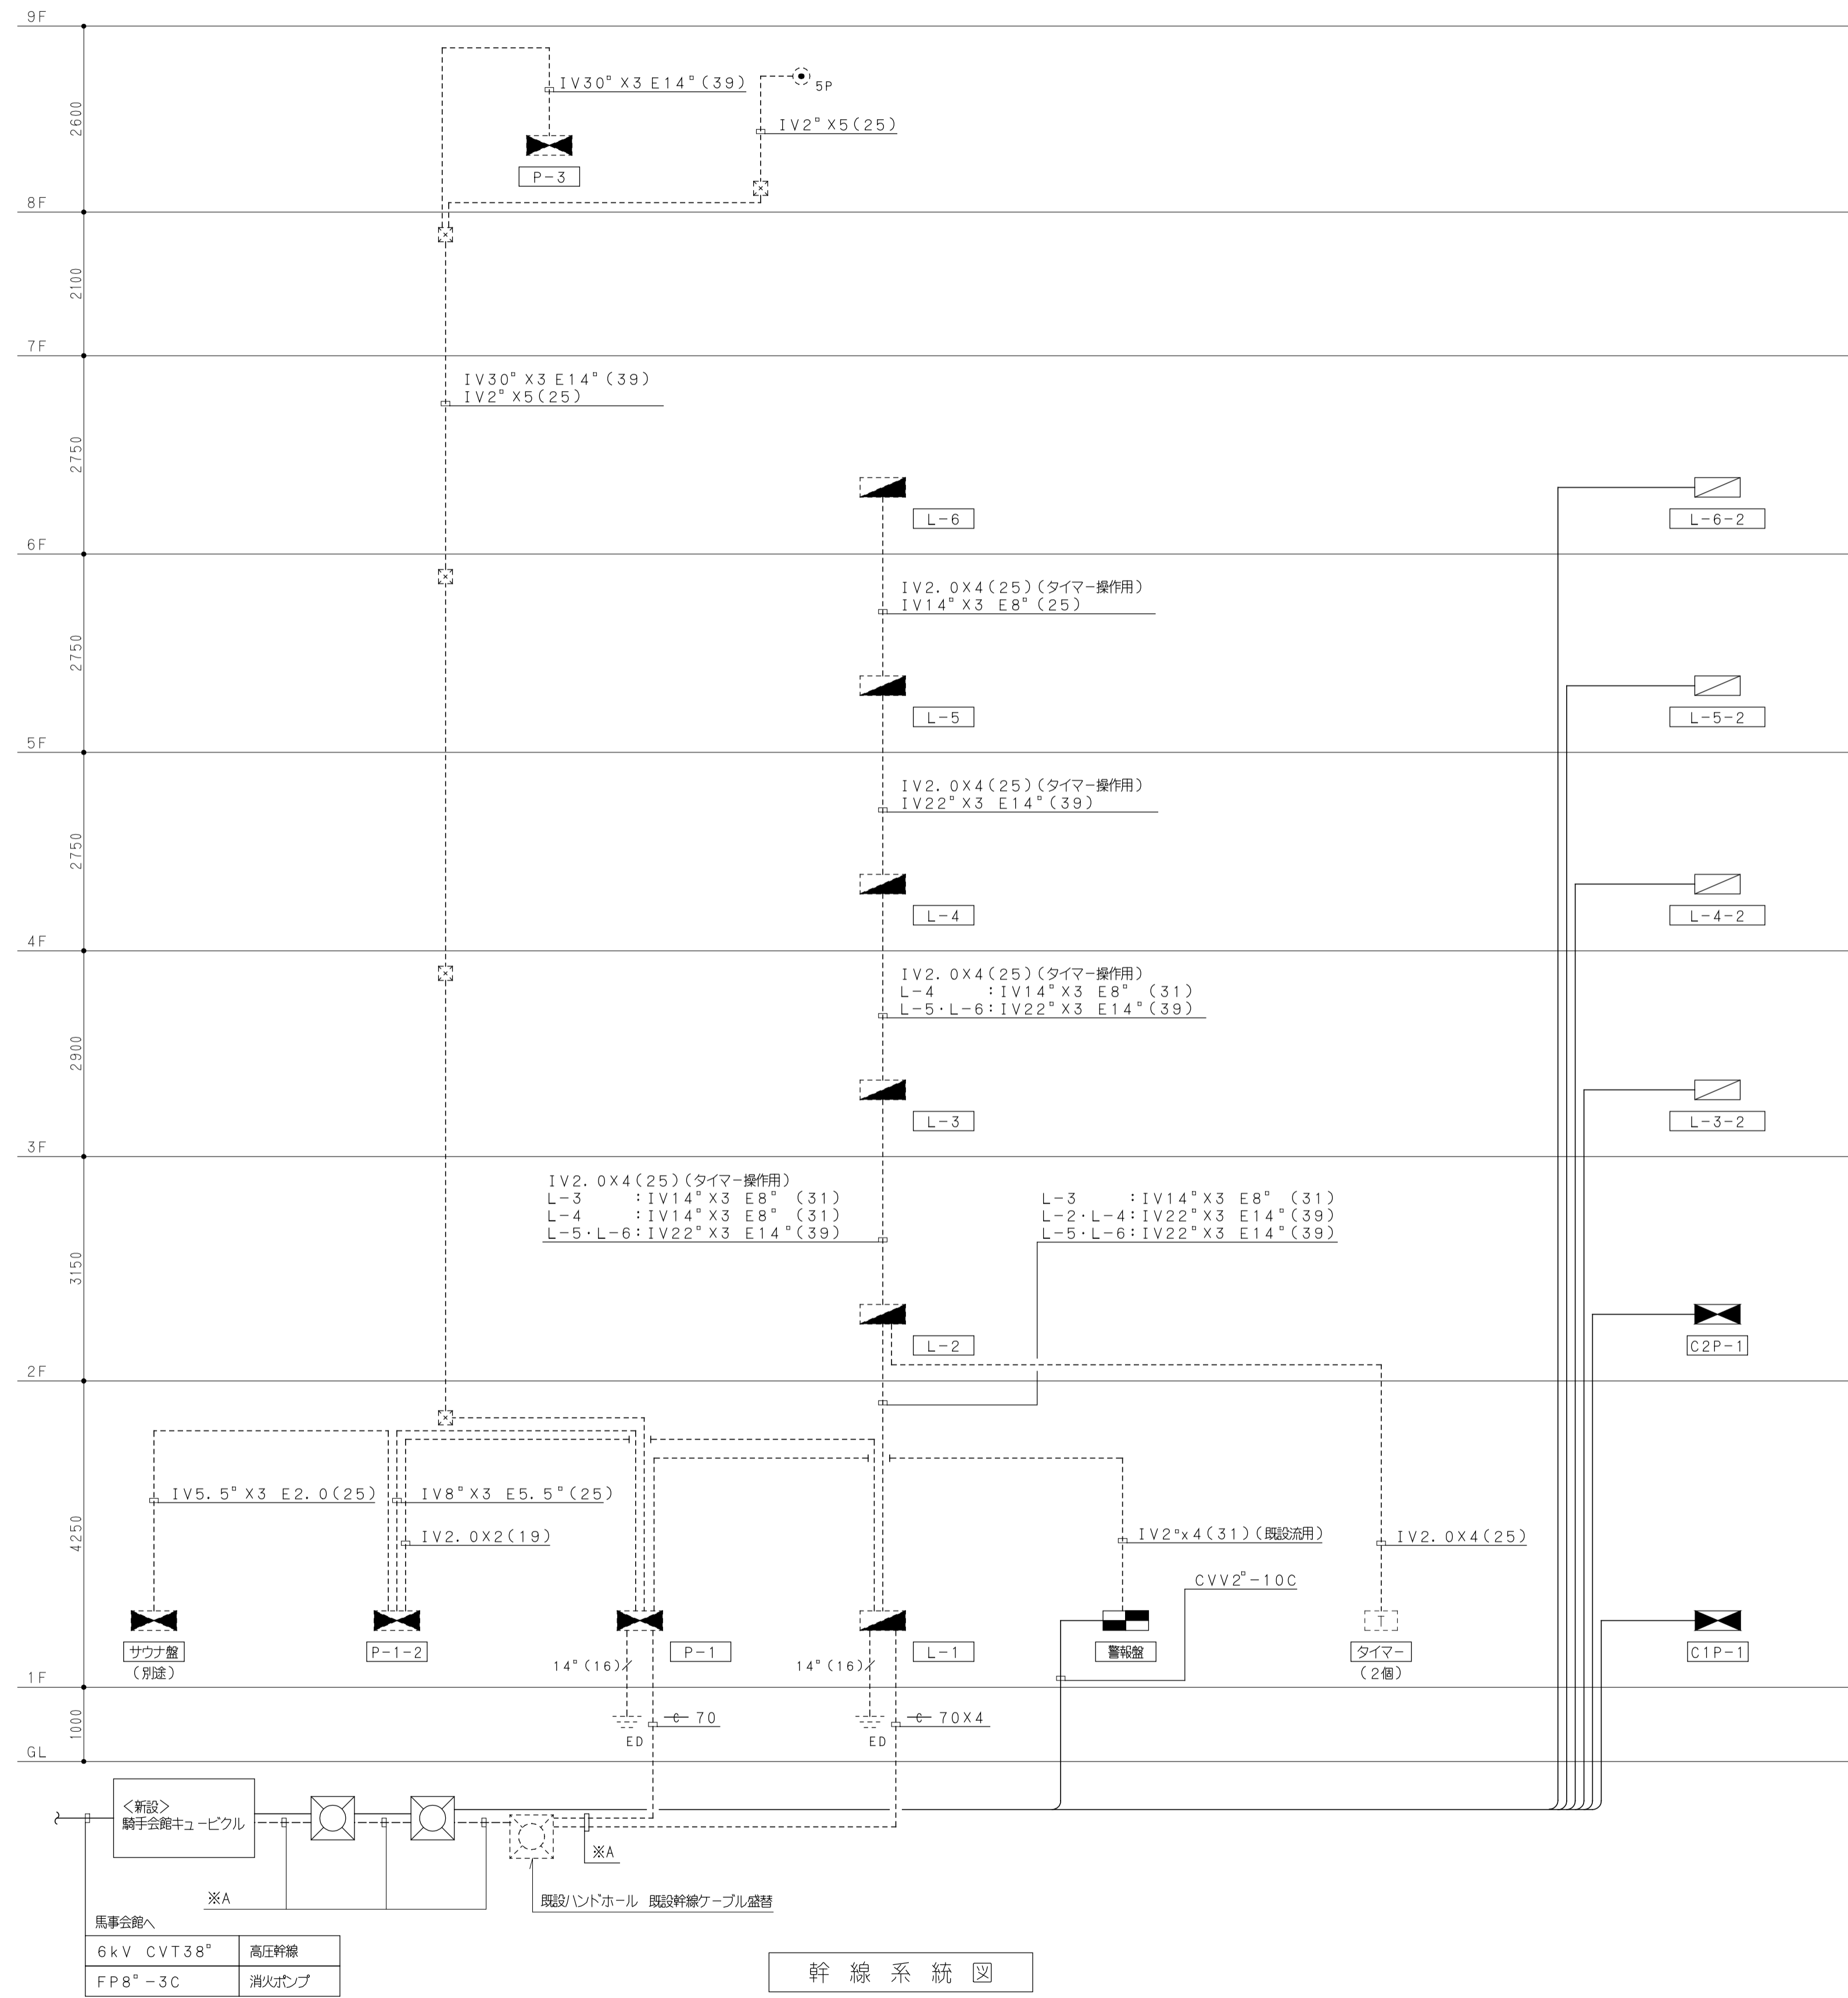 9F
2600
IV30□X3 E14□(39)
5P
IV2□X5(25)
P-3
8F
2100
7F
IV30□X3 E14□(39)
IV2□X5(25)
2750
L-6
L-6-2
6F
IV2.0X4(25)(タイマー操作用)
IV14□X3 E8□(25)
2750
L-5
L-5-2
5F
IV2.0X4(25)(タイマー操作用)
IV22□X3 E14□(39)
2750
L-4
L-4-2
4F
IV2.0X4(25)(タイマー操作用)
L-4 :IV14□X3 E8□ (31)
L-5・L-6:IV22□X3 E14□(39)
2900
L-3
L-3-2
3F
IV2.0X4(25)(タイマー操作用)
L-3 :IV14□X3 E8□ (31)
L-4 :IV14□X3 E8□ (31)
L-5・L-6:IV22□X3 E14□(39)
L-3 :IV14□X3 E8□ (31)
L-2・L-4:IV22□X3 E14□(39)
L-5・L-6:IV22□X3 E14□(39)
3150
L-2
C2P-1
2F
IV5.5□X3 E2.0(25)
IV8□X3 E5.5□(25)
IV2.0X2(19)
4250
IV2□x4(31)(既設流用)
IV2.0X4(25)
CVV2□-10C
サウナ盤
(別途)
P-1-2
14□(16)
P-1
14□(16)
L-1
警報盤
T
タイマー
(2個)
C1P-1
1F
1000
ED
C 70
ED
C 70X4
GL
<新設>
騎手会館キュービクル
※A
※A
既設ハンドホール 既設幹線ケーブル盛替
馬事会館へ
6kV CVT38□ 高圧幹線
FP8□-3C 消火ポンプ
幹線系統図